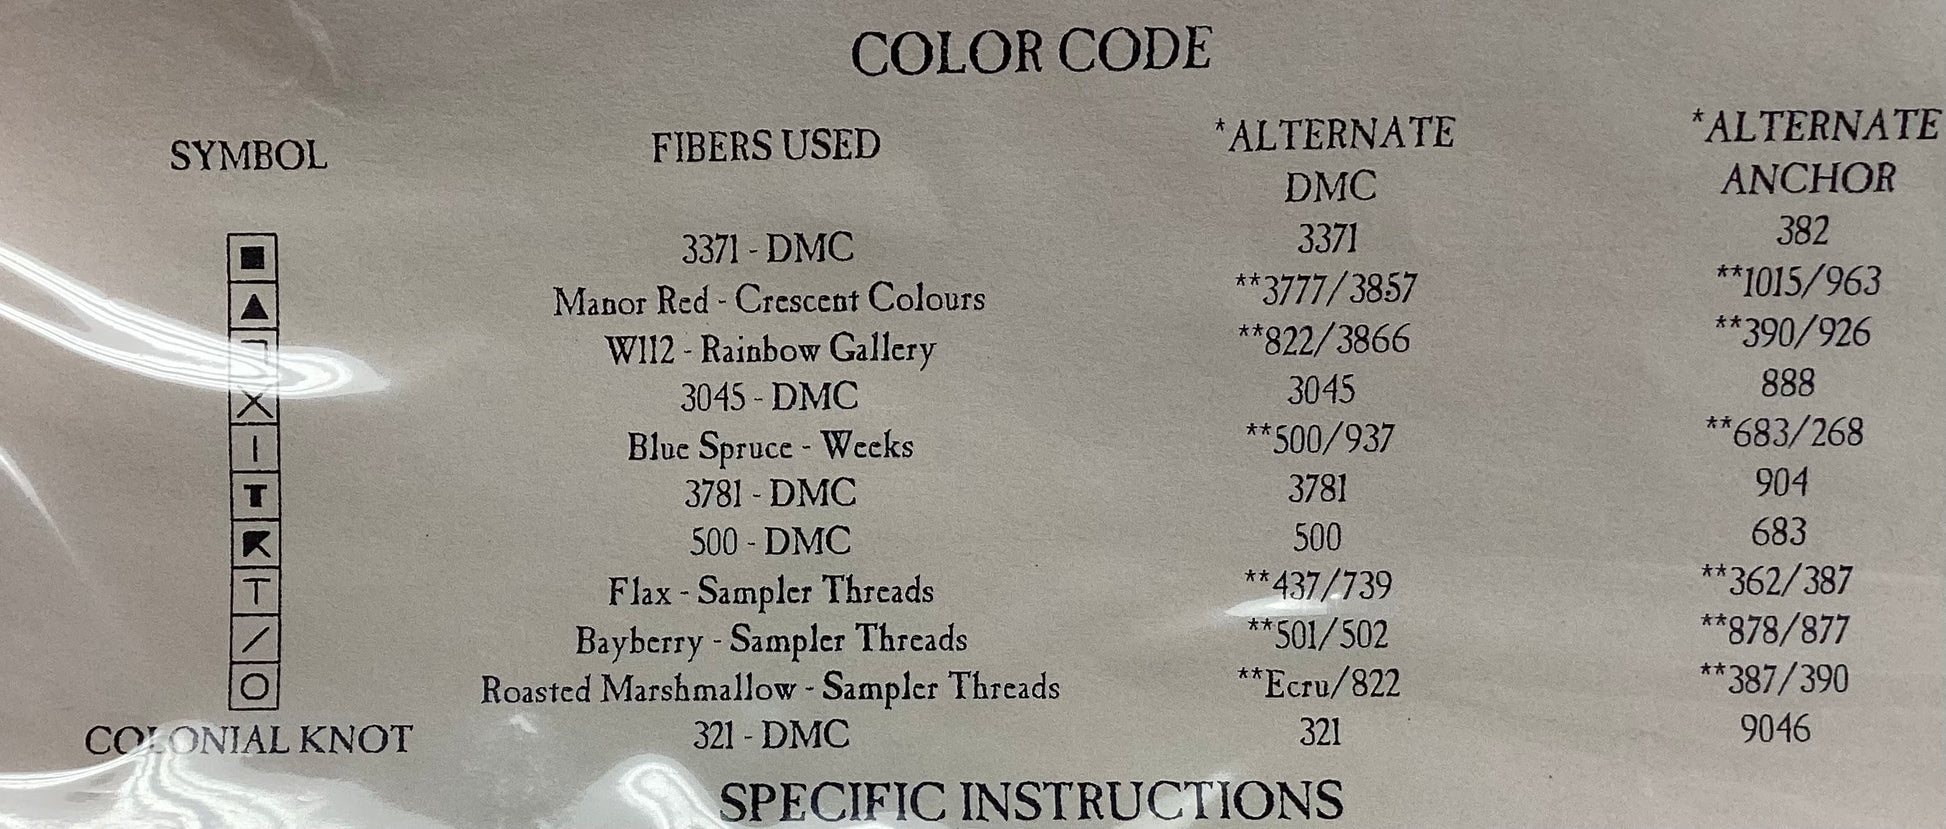 COLOR CODE
SYMBOL FIBERS USED *ALTERNATE DMC *ALTERNATE ANCHOR
■ 3371 - DMC 3371 382
▲ Manor Red - Crescent Colours **3777/3857 **1015/963
¬ W112 - Rainbow Gallery **822/3866 **390/926
X 3045 - DMC 3045 888
I Blue Spruce - Weeks **500/937 **683/268
T 3781 - DMC 3781 904
◤ 500 - DMC 500 683
T Flax - Sampler Threads **437/739 **362/387
/ Bayberry - Sampler Threads **501/502 **878/877
O Roasted Marshmallow - Sampler Threads **Ecru/822 **387/390
COLONIAL KNOT 321 - DMC 321 9046
SPECIFIC INSTRUCTIONS